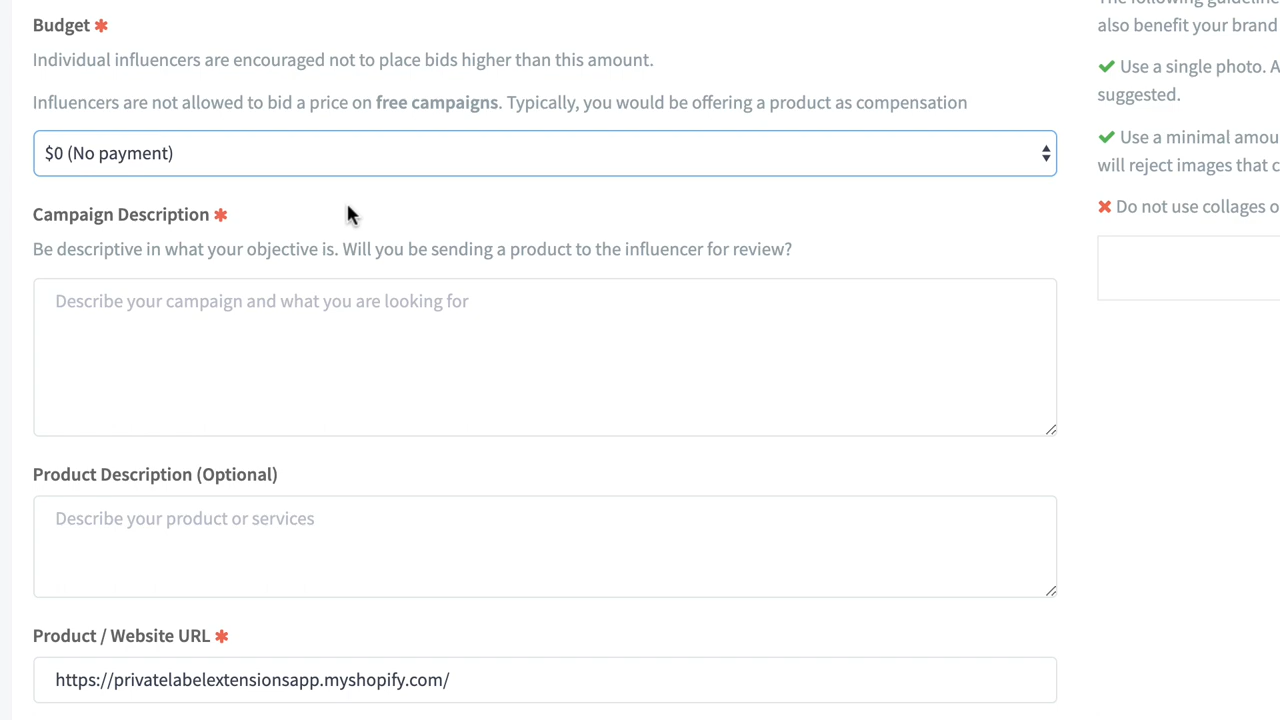 Budget *
Individual influencers are encouraged not to place bids higher than this amount.
Influencers are not allowed to bid a price on free campaigns. Typically, you would be offering a product as compensation
$0 (No payment)
Campaign Description *
Be descriptive in what your objective is. Will you be sending a product to the influencer for review?
Describe your campaign and what you are looking for
Product Description (Optional)
Describe your product or services
Product / Website URL *
https://privatelabelextensionsapp.myshopify.com/
The following guideline
also benefit your brand
Use a single photo. A
suggested.
Use a minimal amou
will reject images that c
Do not use collages o